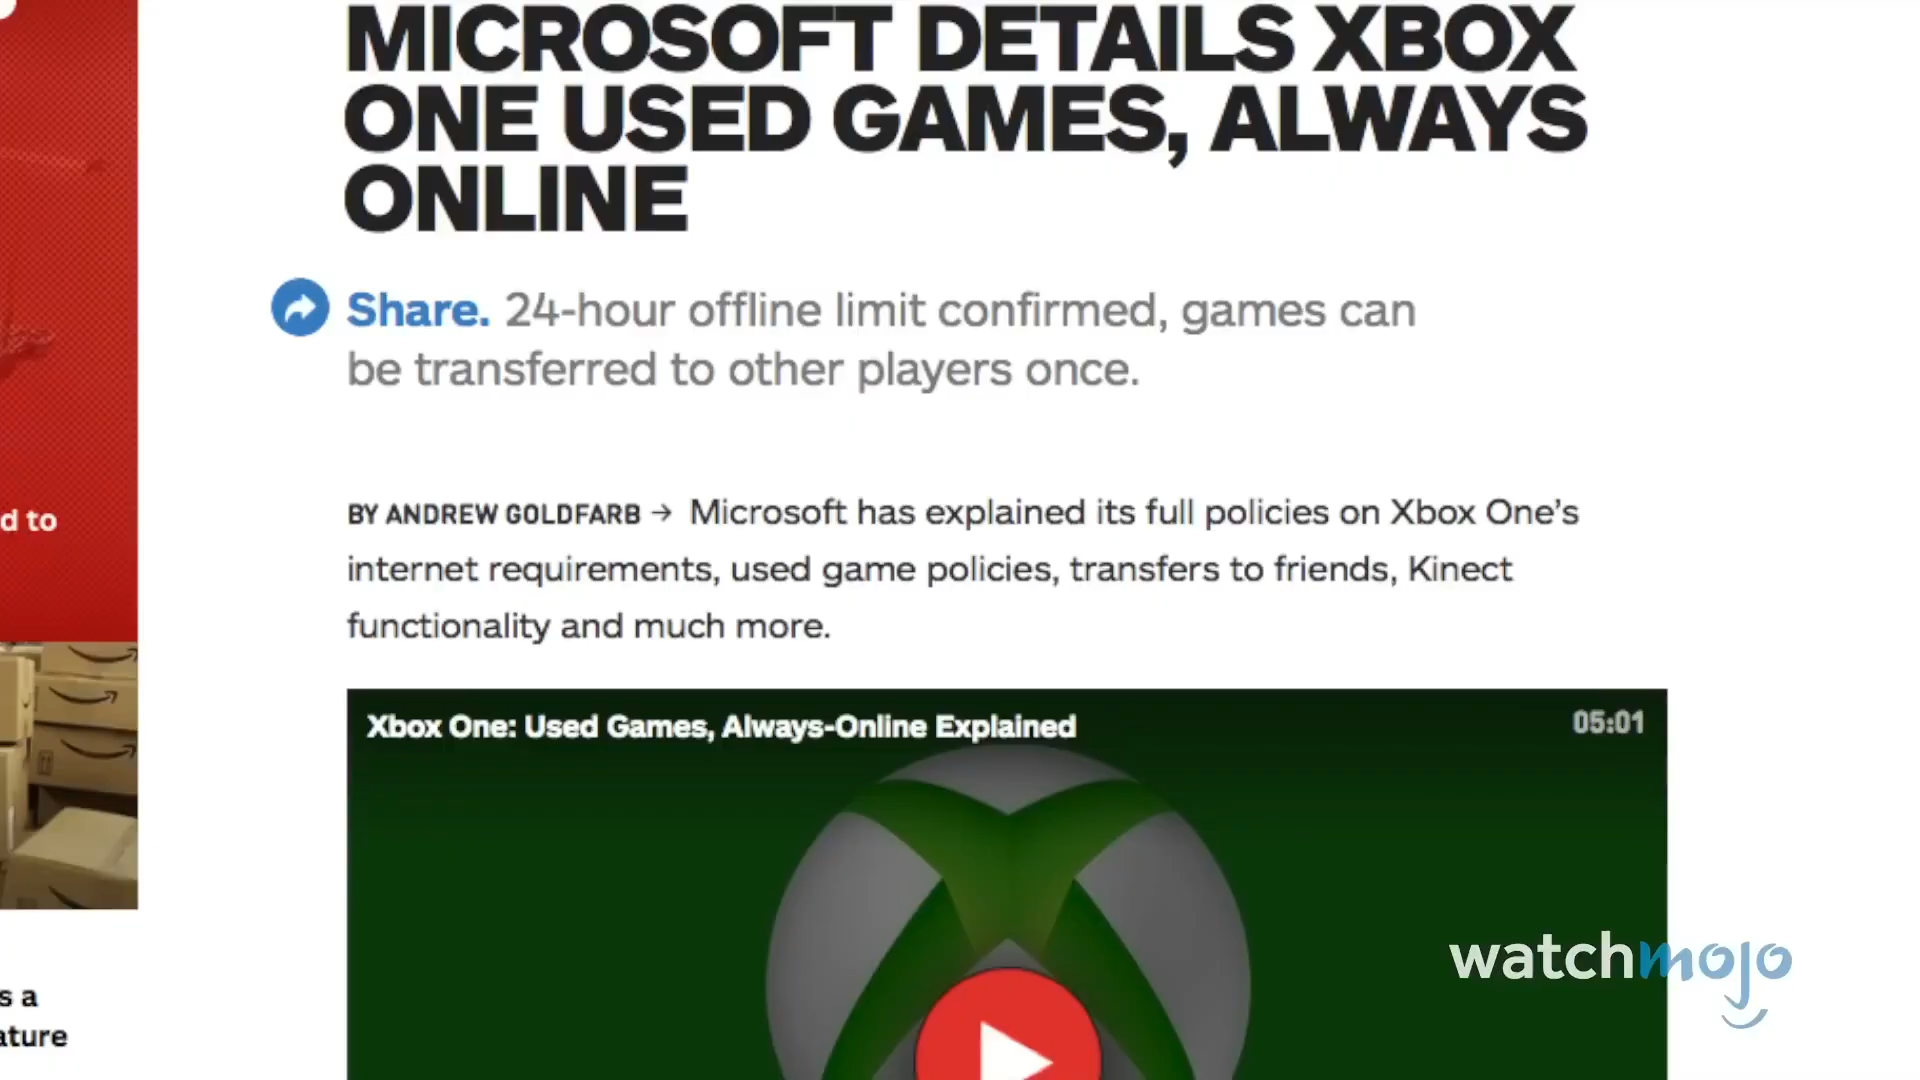 MICROSOFT DETAILS XBOX
ONE USED GAMES, ALWAYS
ONLINE
Share. 24-hour offline limit confirmed, games can
be transferred to other players once.
d to
BY ANDREW GOLDFARB → Microsoft has explained its full policies on Xbox One's
internet requirements, used game policies, transfers to friends, Kinect
functionality and much more.
Xbox One: Used Games, Always-Online Explained
05:01
watchmojo
s a
ature